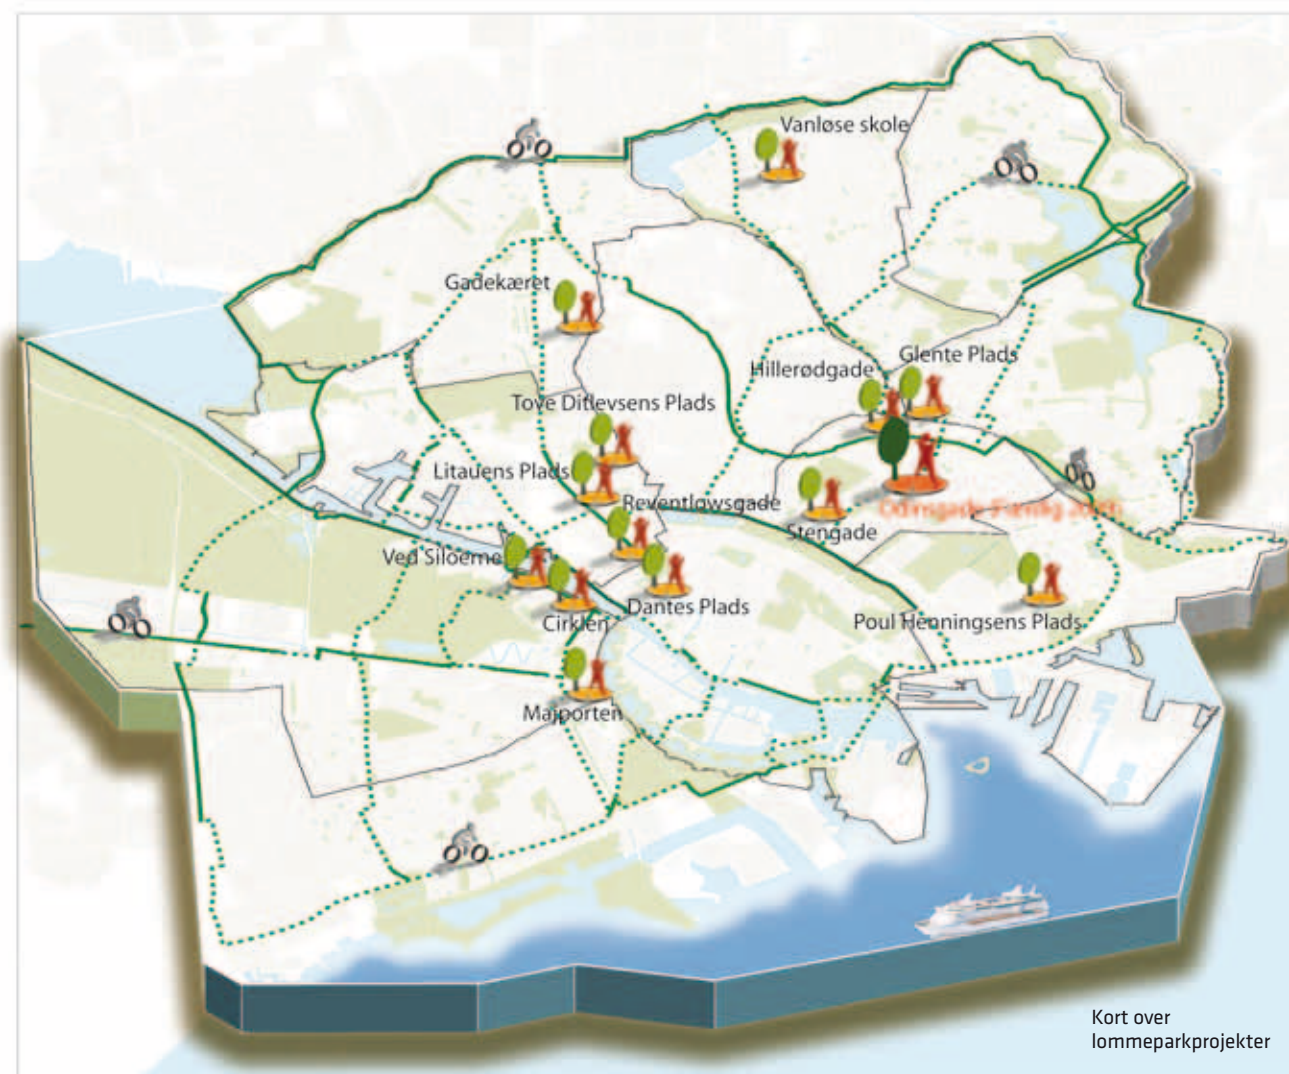 Vanløse skole
Gadekæret
Glente Plads
Hillerødgade
Tove Ditlevsens Plads
Litauens Plads
Reventlowsgade
Stengade
Odinsgade
Ved Siloerne
Dantes Plads
Cirklen
Poul Henningsens Plads
Majporten
Kort over
lommeparkprojekter